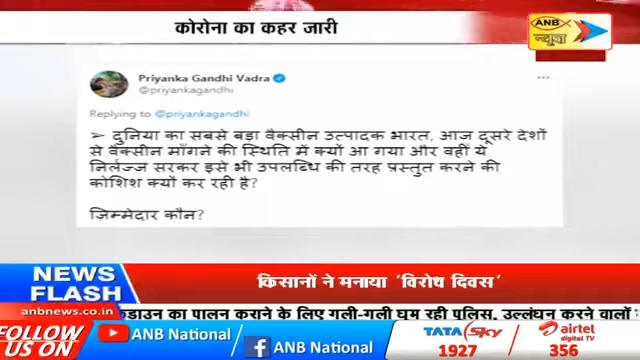 कोरोना का कहर जारी
ANB
न्यूज़
Priyanka Gandhi Vadra
@priyankagandhi
Replying to @priyankagandhi
➢ दुनिया का सबसे बड़ा वैक्सीन उत्पादक भारत, आज दूसरे देशों
से वैक्सीन माँगने की स्थिति में क्यों आ गया और वहीं ये
निर्लज्ज सरकार इसे भी उपलब्धि की तरह प्रस्तुत करने की
कोशिश क्यों कर रही है?
ज़िम्मेदार कौन?
NEWS
FLASH
किसानों ने मनाया 'विरोध दिवस'
anbnews.co.in
कडाउन का पालन कराने के लिए गली-गली घूम रही पुलिस, उल्लंघन करने वालों
FOLLOW
US ON
ANB National
ANB National
TATA Sky
1927
airtel
digital TV
356